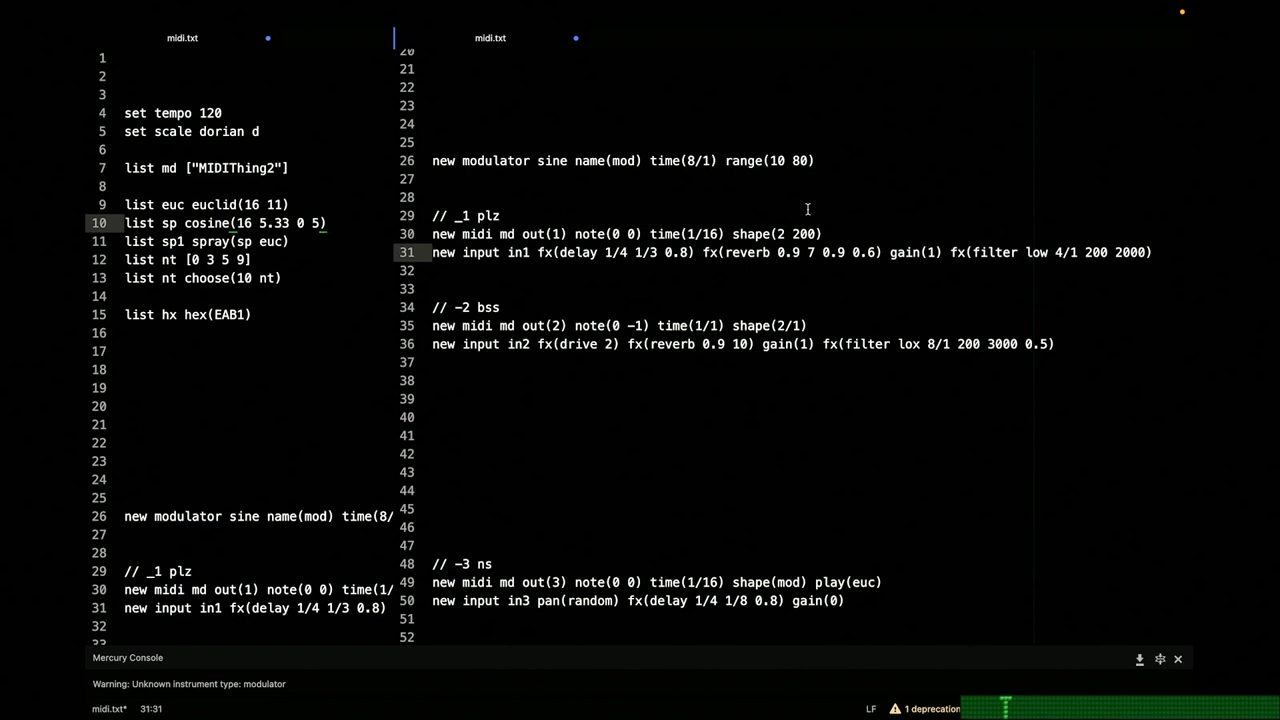 midi.txt
1
2
3
4 set tempo 120
5 set scale dorian d
6
7 list md ["MIDIThing2"]
8
9 list euc euclid(16 11)
10 list sp cosine(16 5.33 0 5)
11 list sp1 spray(sp euc)
12 list nt [0 3 5 9]
13 list nt choose(10 nt)
14
15 list hx hex(EAB1)
16
17
18
19
20
21
22
23
24
25
26 new modulator sine name(mod) time(8/
27
28
29 // _1 plz
30 new midi md out(1) note(0 0) time(1/
31 new input in1 fx(delay 1/4 1/3 0.8)
32
33
midi.txt
20
21
22
23
24
25
26 new modulator sine name(mod) time(8/1) range(10 80)
27
28
29 // _1 plz
30 new midi md out(1) note(0 0) time(1/16) shape(2 200)
31 new input in1 fx(delay 1/4 1/3 0.8) fx(reverb 0.9 7 0.9 0.6) gain(1) fx(filter low 4/1 200 2000)
32
33
34 // -2 bss
35 new midi md out(2) note(0 -1) time(1/1) shape(2/1)
36 new input in2 fx(drive 2) fx(reverb 0.9 10) gain(1) fx(filter lox 8/1 200 3000 0.5)
37
38
39
40
41
42
43
44
45
46
47
48 // -3 ns
49 new midi md out(3) note(0 0) time(1/16) shape(mod) play(euc)
50 new input in3 pan(random) fx(delay 1/4 1/8 0.8) gain(0)
51
52
Mercury Console
Warning: Unknown instrument type: modulator
midi.txt* 31:31 LF 1 deprecation